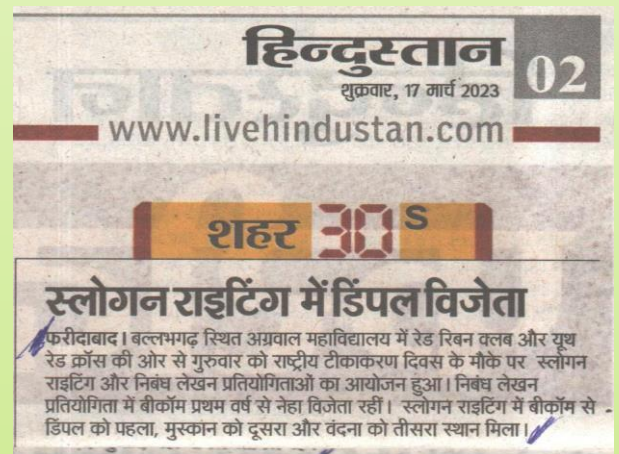 हिन्दुस्तान
02
शुक्रवार, 17 मार्च 2023
www.livehindustan.com
शहर 30 S
स्लोगन राइटिंग में डिंपल विजेता
फरीदाबाद। बल्लभगढ़ स्थित अग्रवाल महाविद्यालय में रेड रिबन क्लब और यूथ
रेड क्रॉस की ओर से गुरुवार को राष्ट्रीय टीकाकरण दिवस के मौके पर स्लोगन
राइटिंग और निबंध लेखन प्रतियोगिताओं का आयोजन हुआ। निबंध लेखन
प्रतियोगिता में बीकॉम प्रथम वर्ष से नेहा विजेता रहीं। स्लोगन राइटिंग में बीकॉम से
डिंपल को पहला, मुस्कान को दूसरा और वंदना को तीसरा स्थान मिला।